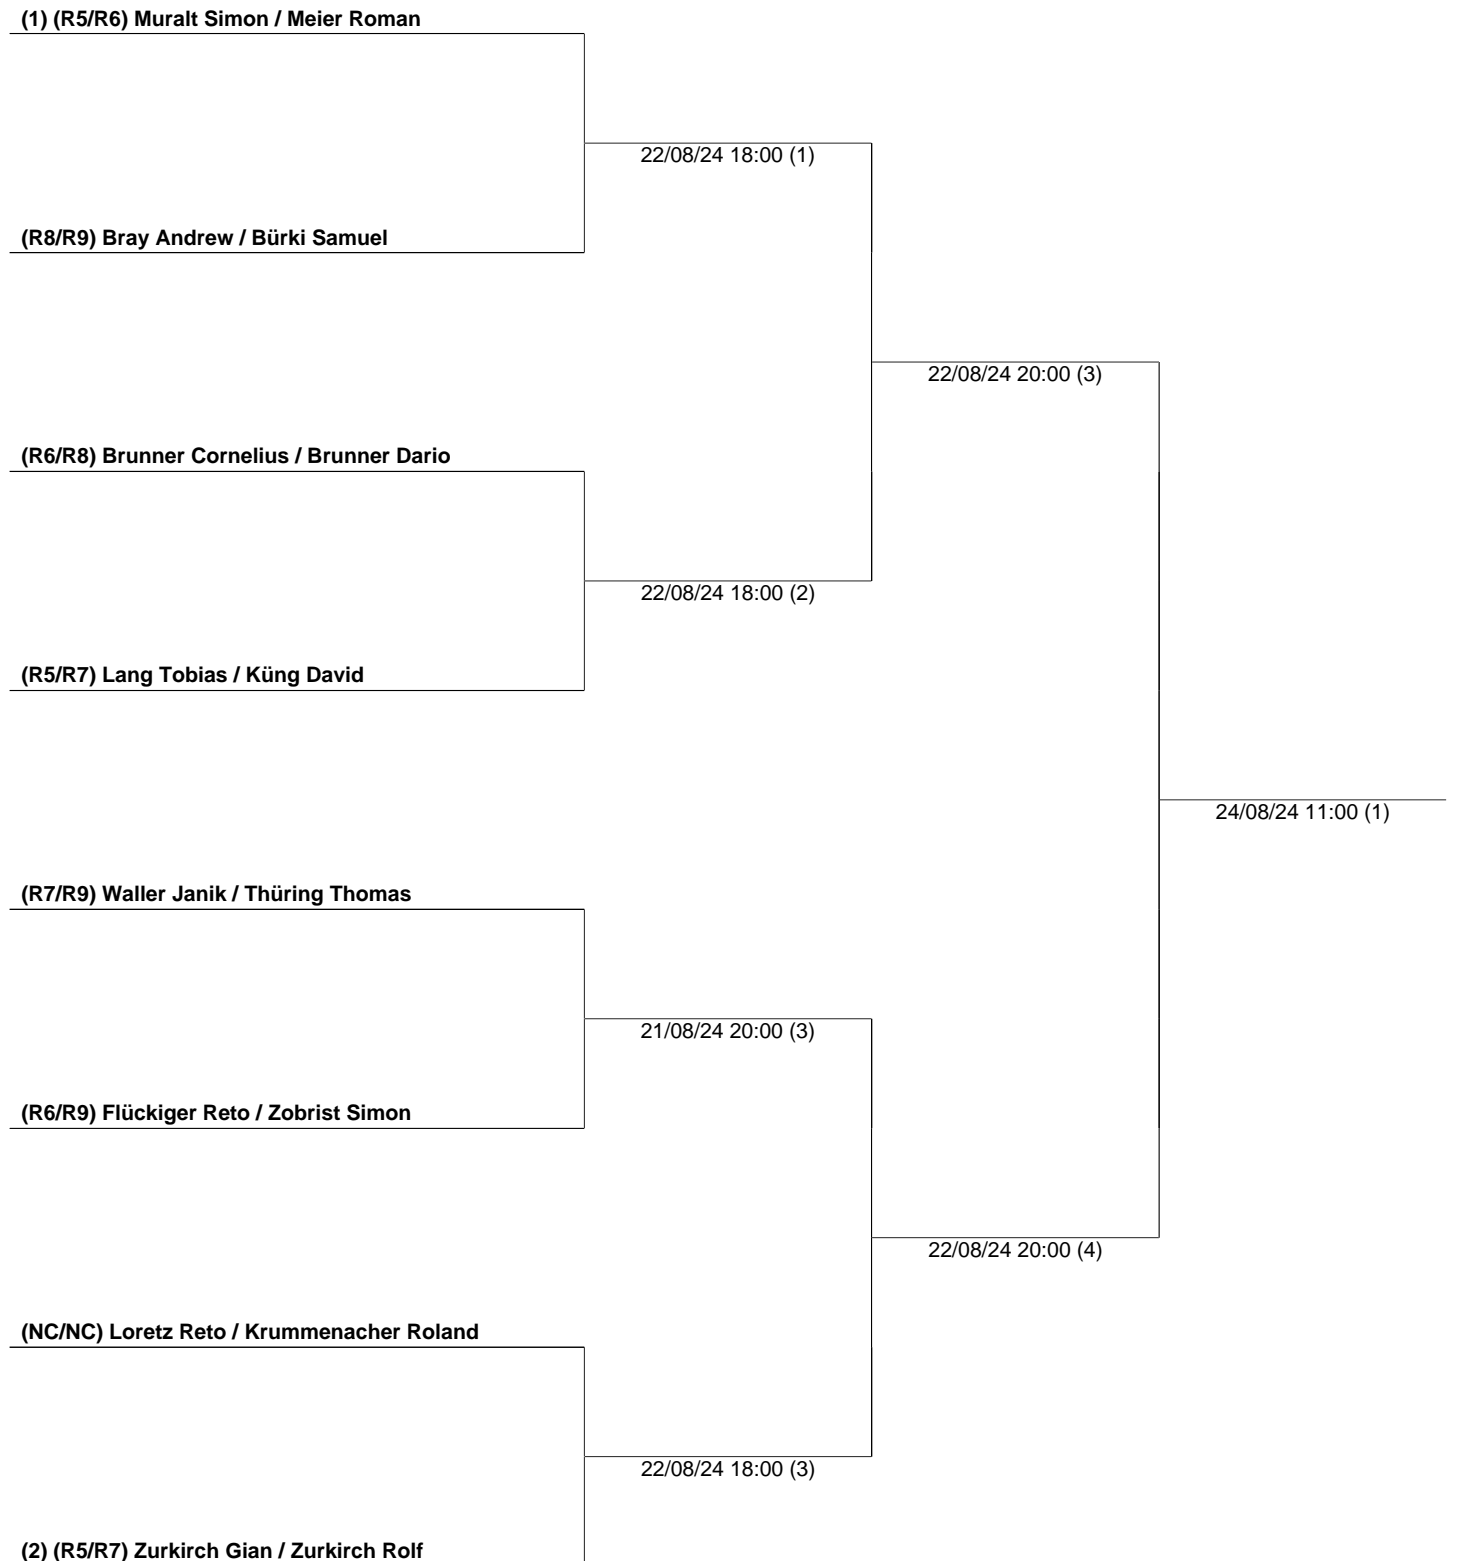 (1) (R5/R6) Muralt Simon / Meier Roman
22/08/24 18:00 (1)
(R8/R9) Bray Andrew / Bürki Samuel
22/08/24 20:00 (3)
(R6/R8) Brunner Cornelius / Brunner Dario
22/08/24 18:00 (2)
(R5/R7) Lang Tobias / Küng David
24/08/24 11:00 (1)
(R7/R9) Waller Janik / Thüring Thomas
21/08/24 20:00 (3)
(R6/R9) Flückiger Reto / Zobrist Simon
22/08/24 20:00 (4)
(NC/NC) Loretz Reto / Krummenacher Roland
22/08/24 18:00 (3)
(2) (R5/R7) Zurkirch Gian / Zurkirch Rolf